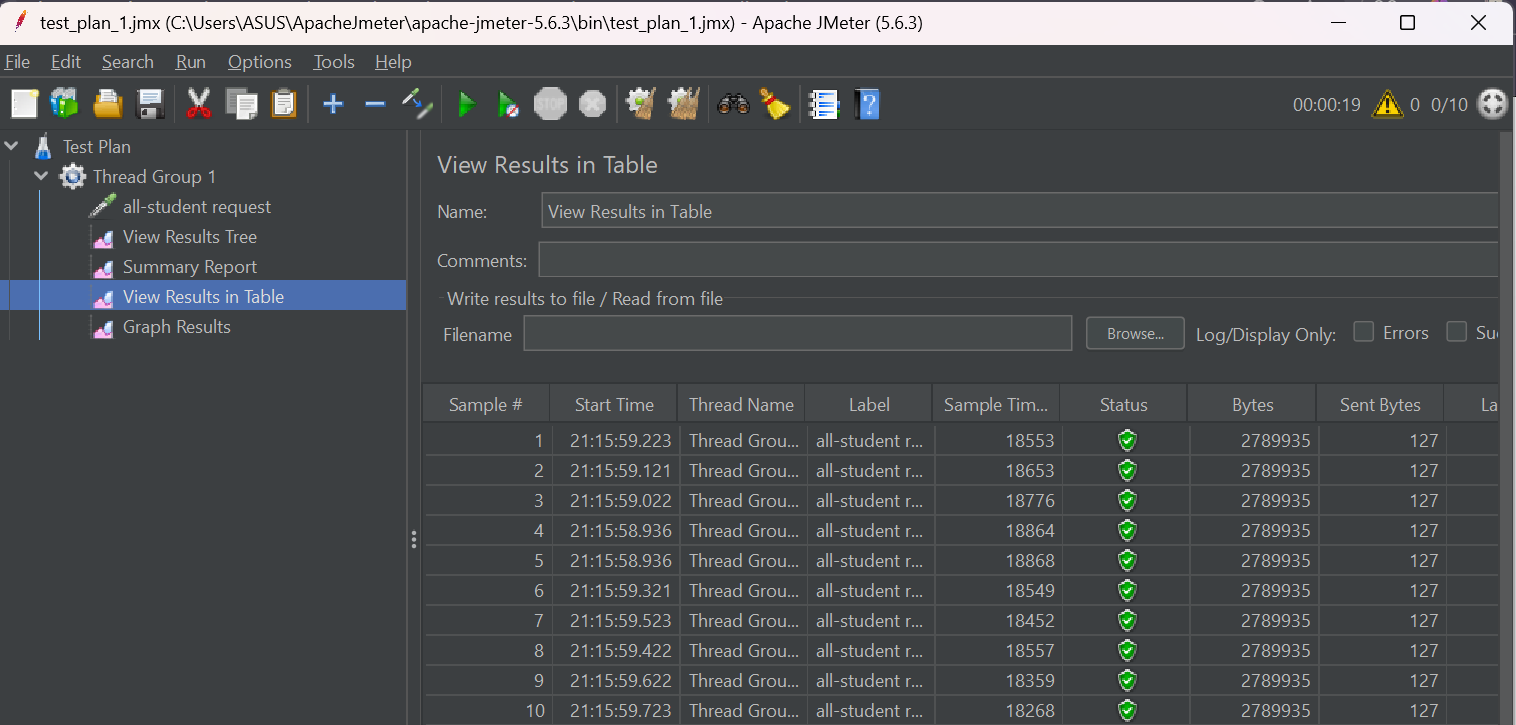 test_plan_1.jmx (C:\Users\ASUS\ApacheJmeter\apache-jmeter-5.6.3\bin\test_plan_1.jmx) - Apache JMeter (5.6.3)
File Edit Search Run Options Tools Help
STOP 00:00:19 0 0/10
Test Plan
Thread Group 1
all-student request
View Results Tree
Summary Report
View Results in Table
Graph Results
View Results in Table
Name: View Results in Table
Comments:
Write results to file / Read from file
Filename Browse... Log/Display Only: Errors Su
Sample # Start Time Thread Name Label Sample Tim... Status Bytes Sent Bytes La
1 21:15:59.223 Thread Grou... all-student r... 18553 2789935 127
2 21:15:59.121 Thread Grou... all-student r... 18653 2789935 127
3 21:15:59.022 Thread Grou... all-student r... 18776 2789935 127
4 21:15:58.936 Thread Grou... all-student r... 18864 2789935 127
5 21:15:58.936 Thread Grou... all-student r... 18868 2789935 127
6 21:15:59.321 Thread Grou... all-student r... 18549 2789935 127
7 21:15:59.523 Thread Grou... all-student r... 18452 2789935 127
8 21:15:59.422 Thread Grou... all-student r... 18557 2789935 127
9 21:15:59.622 Thread Grou... all-student r... 18359 2789935 127
10 21:15:59.723 Thread Grou... all-student r... 18268 2789935 127